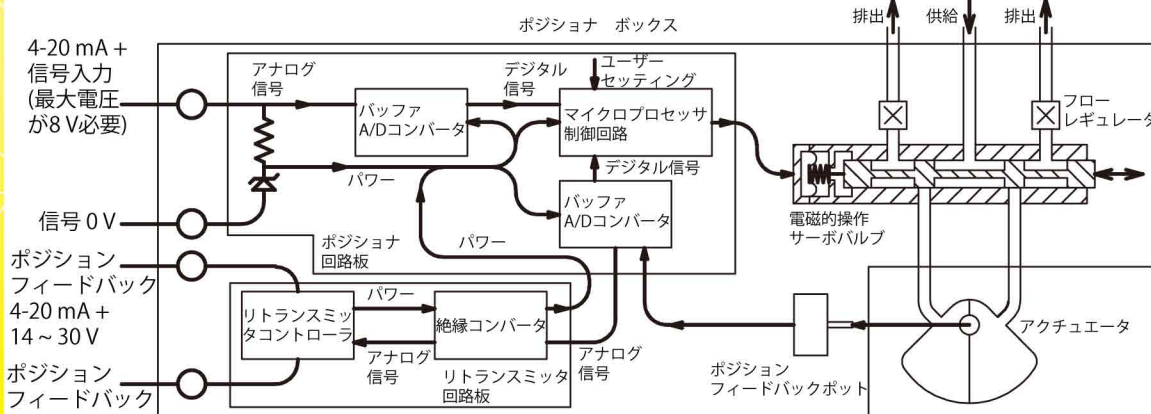 排出
供給
排出
ポジショナ ボックス
4-20 mA +
信号入力
(最大電圧
が8 V必要)
アナログ
信号
デジタル
信号
ユーザー
セッティング
バッファ
A/Dコンバータ
マイクロプロセッサ
制御回路
フロー
レギュレータ
パワー
デジタル信号
バッファ
A/Dコンバータ
信号 0 V
ポジショナ
回路板
パワー
電磁的操作
サーボバルブ
ポジション
フィードバック
4-20 mA +
14 ~ 30 V
リトランスミッ
タコントローラ
パワー
絶縁コンバータ
アナログ
信号
アナログ
信号
リトランスミッタ
回路板
アクチュエータ
ポジション
フィードバックポット
ポジション
フィードバック